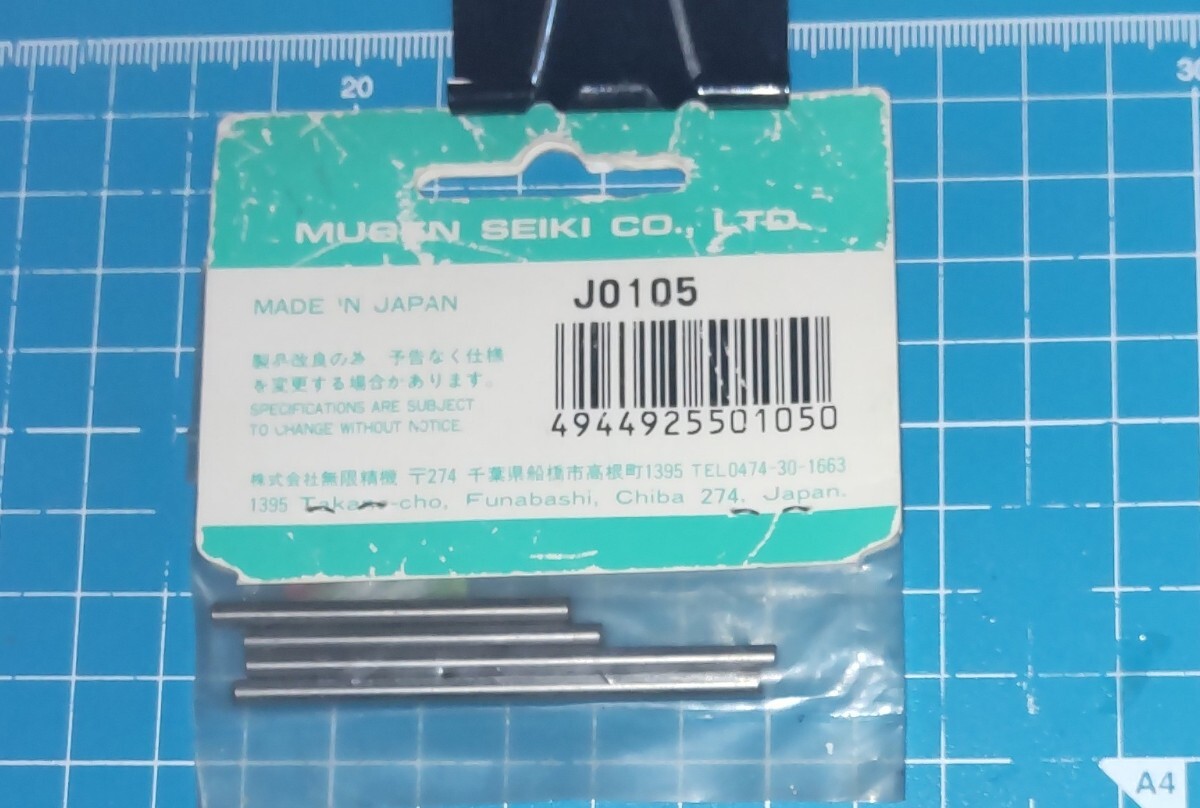 20
30
MUGEN SEIKI CO., LTD.
MADE IN JAPAN
J0105
製品改良の為 予告なく仕様
を変更する場合があります。
SPECIFICATIONS ARE SUBJECT
TO CHANGE WITHOUT NOTICE.
4944925501050
株式会社無限精機 〒274 千葉県船橋市高根町1395 TEL0474-30-1663
1395 Takane-cho, Funabashi, Chiba 274, Japan.
A4